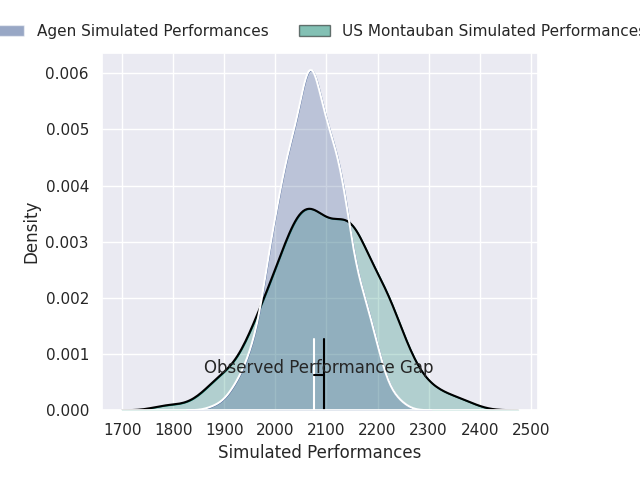 Agen Simulated Performances
US Montauban Simulated Performances
0.006
0.005
0.004
0.003
0.002
0.001
0.000
Density
Observed Performance Gap
1700 1800 1900 2000 2100 2200 2300 2400 2500
Simulated Performances